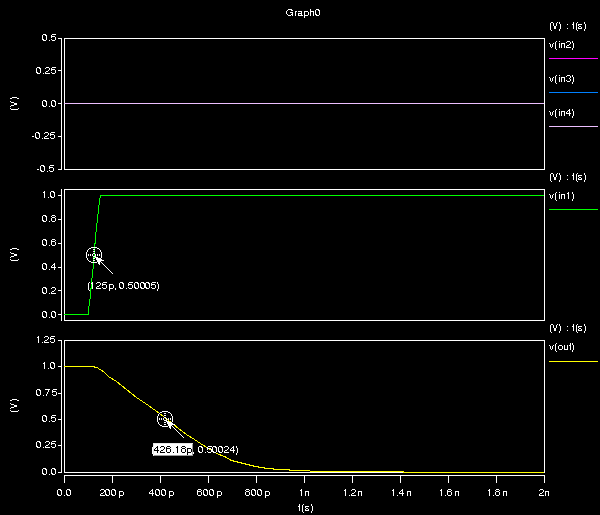 Graph0
(V) : t(s)
0.5
v(in2)
0.25
v(in3)
(V)
0.0
v(in4)
-0.25
-0.5
(V) : t(s)
1.0
v(in1)
0.8
0.6
(V)
0.4
(125p, 0.50005)
0.2
0.0
(V) : t(s)
1.25
v(out)
1.0
0.75
(V)
0.5
(426.18p, 0.50024)
0.25
0.0
0.0 200p 400p 600p 800p 1n 1.2n 1.4n 1.6n 1.8n 2n
t(s)